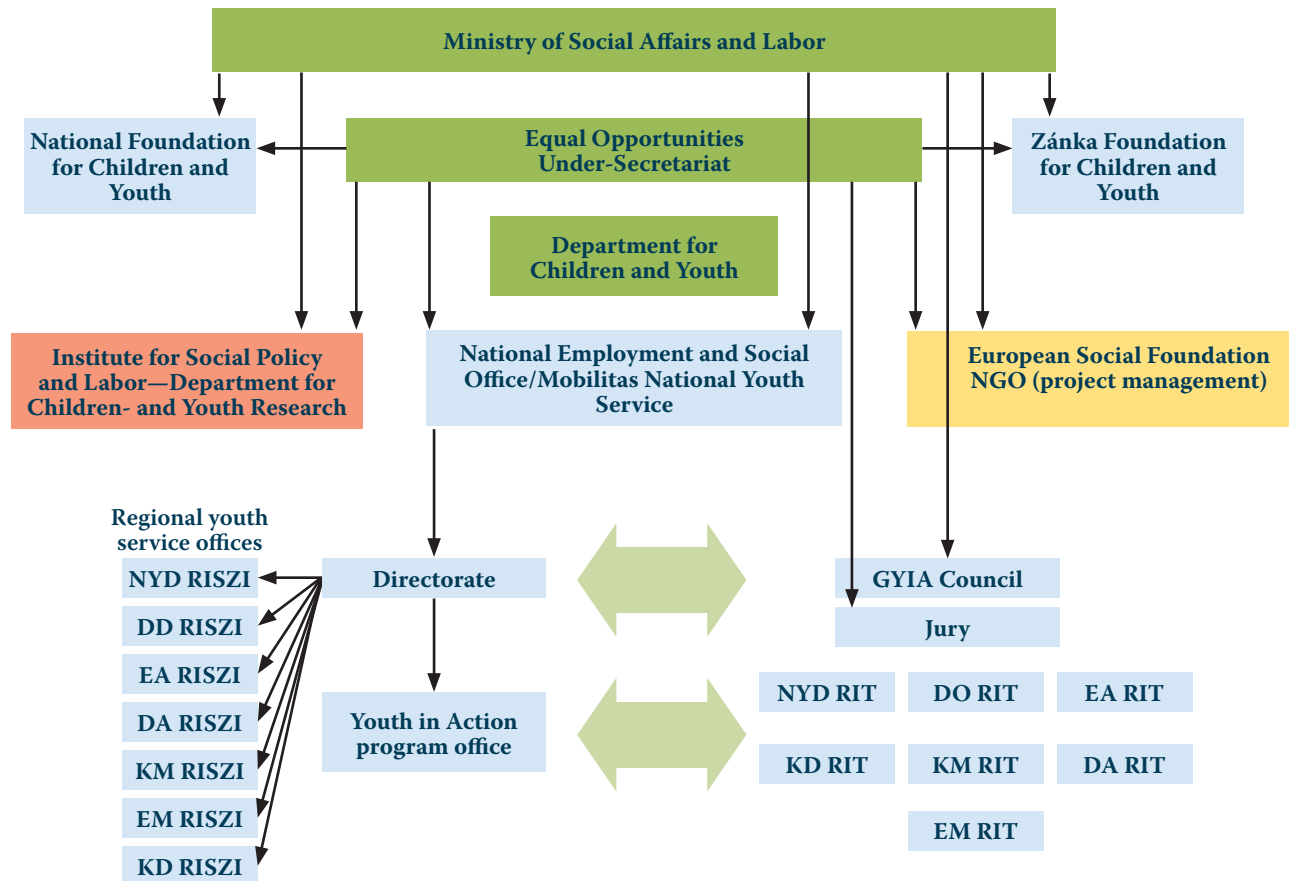 Ministry of Social Affairs and Labor
National Foundation
for Children and
Youth
Equal Opportunities
Under-Secretariat
Zánka Foundation
for Children and
Youth
Department for
Children and Youth
Institute for Social Policy
and Labor—Department for
Children- and Youth Research
National Employment and Social
Office/Mobilitas National Youth
Service
European Social Foundation
NGO (project management)
Regional youth
service offices
NYD RISZI
DD RISZI
EA RISZI
DA RISZI
KM RISZI
EM RISZI
KD RISZI
Directorate
Youth in Action
program office
GYIA Council
Jury
NYD RIT
DO RIT
EA RIT
KD RIT
KM RIT
DA RIT
EM RIT